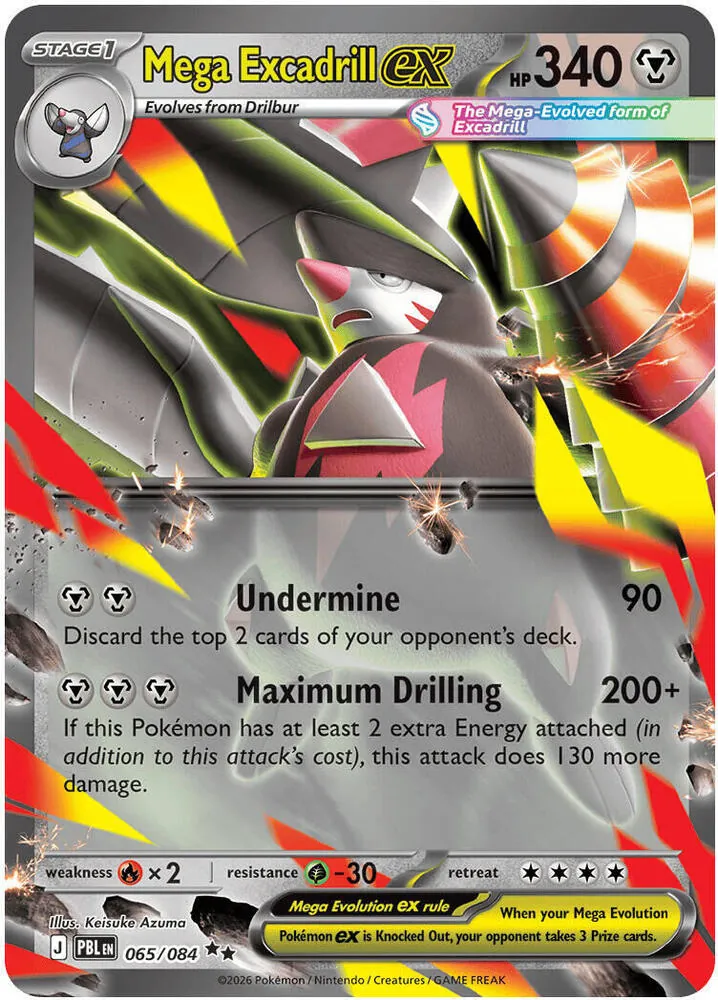 STAGE1
Mega Excadrill ex
HP 340
Evolves from Drilbur
The Mega-Evolved form of
Excadrill
Undermine 90
Discard the top 2 cards of your opponent's deck.
Maximum Drilling 200+
If this Pokémon has at least 2 extra Energy attached (in
addition to this attack's cost), this attack does 130 more
damage.
weakness ×2 resistance -30 retreat
Mega Evolution ex rule
When your Mega Evolution
Pokémon ex is Knocked Out, your opponent takes 3 Prize cards.
Illus. Keisuke Azuma
J PBL EN 065/084
©2026 Pokémon / Nintendo / Creatures / GAME FREAK